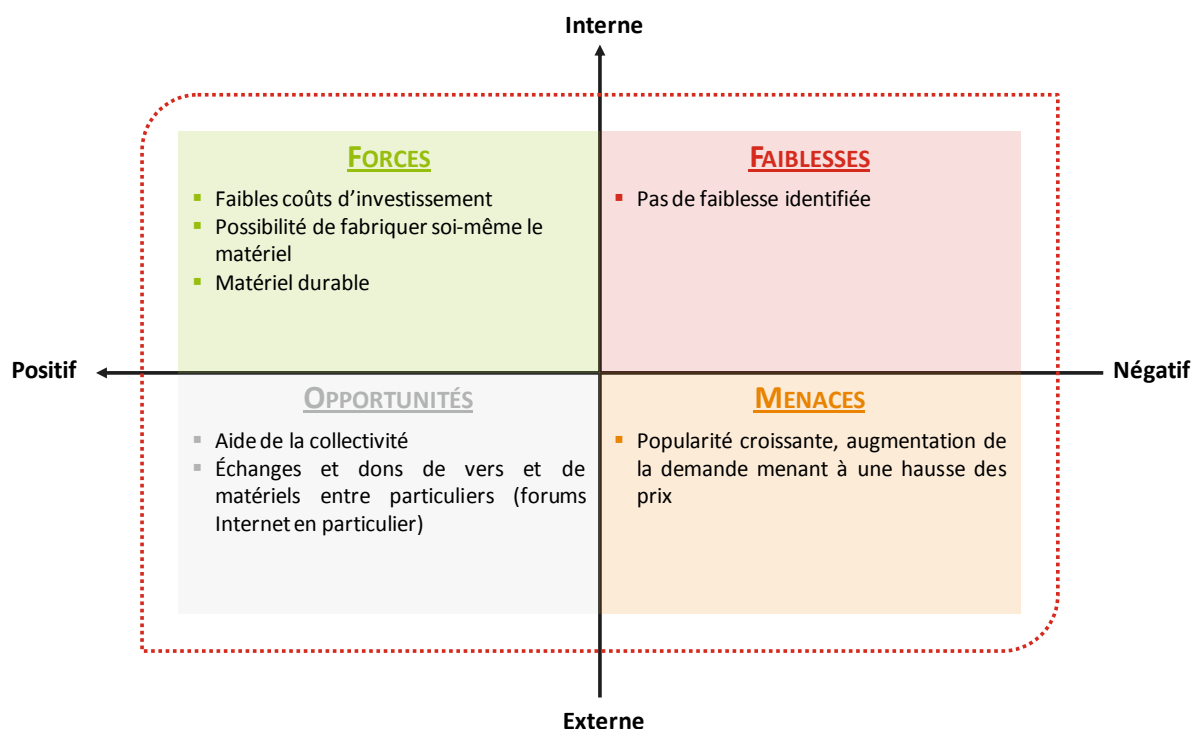 Interne
FORCES
▪ Faibles coûts d’investissement
▪ Possibilité de fabriquer soi-même le
matériel
▪ Matériel durable
FAIBLESSES
▪ Pas de faiblesse identifiée
Positif
Négatif
OPPORTUNITÉS
▪ Aide de la collectivité
▪ Échanges et dons de vers et de
matériels entre particuliers (forums
Internet en particulier)
MENACES
▪ Popularité croissante, augmentation de
la demande menant à une hausse des
prix
Externe